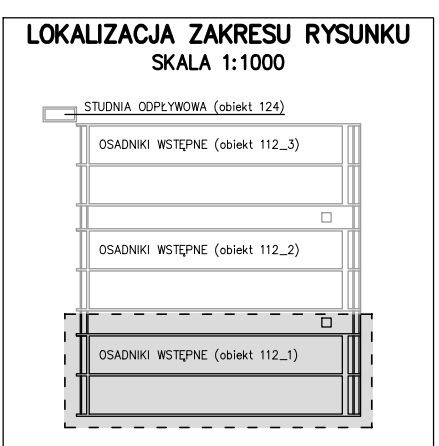 LOKALIZACJA ZAKRESU RYSUNKU
SKALA 1:1000
STUDNIA ODPŁYWOWA (obiekt 124)
OSADNIKI WSTĘPNE (obiekt 112_3)
OSADNIKI WSTĘPNE (obiekt 112_2)
OSADNIKI WSTĘPNE (obiekt 112_1)